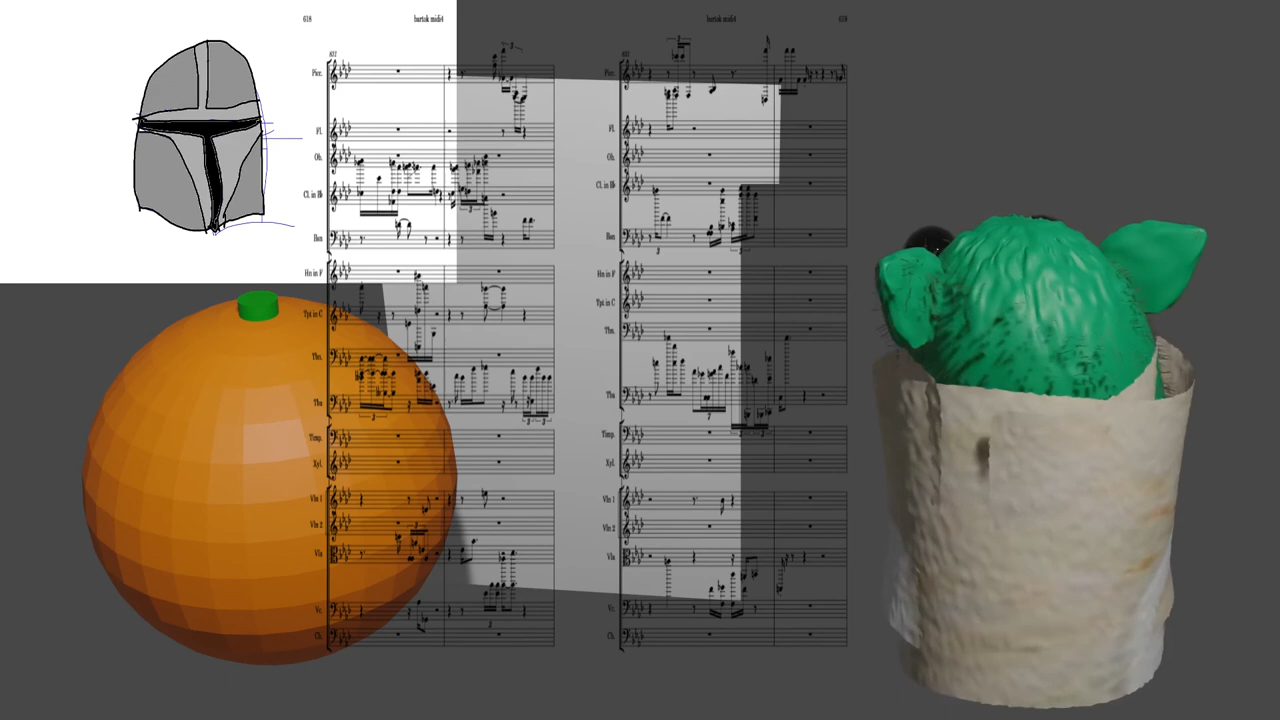 618
bartok midi4
bartok midi4
619
Picc.
Fl.
Ob.
Cl. in B♭
Bsn
Hn in F
Tpt in C
Tbn.
Tba
Timp.
Xyl.
Vln 1
Vln 2
Vla
Vc.
Cb.
Picc.
Fl.
Ob.
Cl. in B♭
Bsn
Hn in F
Tpt in C
Tbn.
Tba
Timp.
Xyl.
Vln 1
Vln 2
Vla
Vc.
Cb.